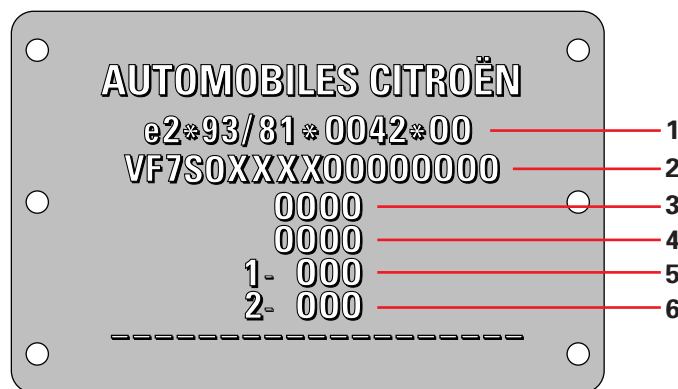 AUTOMOBILES CITROËN
e2*93/81*0042*00 1
VF7S0XXXX00000000 2
0000 3
0000 4
1- 000 5
2- 000 6